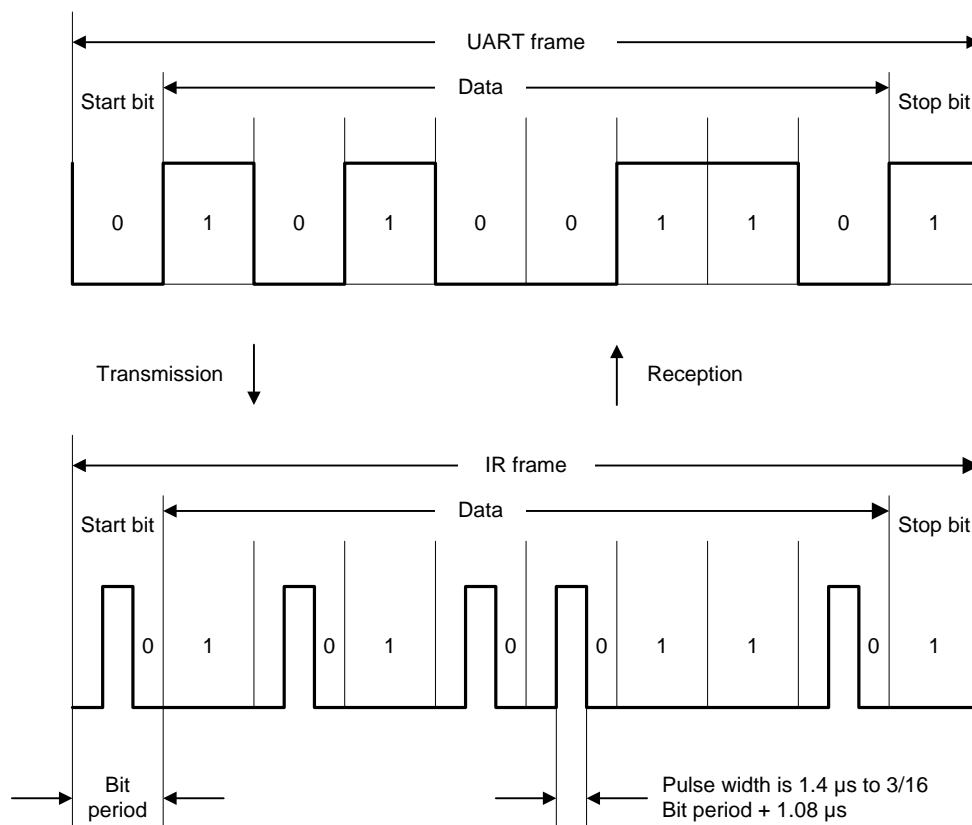 UART frame
Data
Start bit
Stop bit
0 1 0 1 0 0 1 1 0 1
Transmission
Reception
IR frame
Data
Start bit
Stop bit
0 1 0 1 0 0 1 1 0 1
Bit
period
Pulse width is 1.4 µs to 3/16
Bit period + 1.08 µs